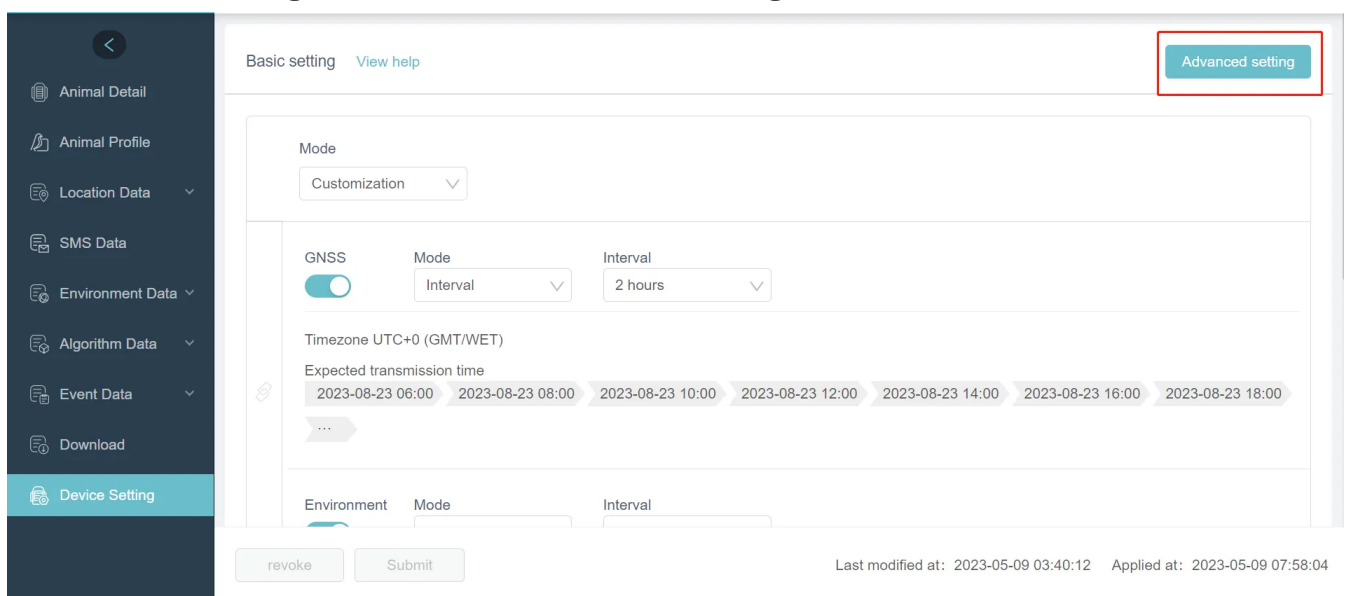 Basic setting View help
Advanced setting
Animal Detail
Animal Profile
Location Data
SMS Data
Environment Data
Algorithm Data
Event Data
Download
Device Setting
Mode
Customization
GNSS Mode Interval
Interval 2 hours
Timezone UTC+0 (GMT/WET)
Expected transmission time
2023-08-23 06:00 2023-08-23 08:00 2023-08-23 10:00 2023-08-23 12:00 2023-08-23 14:00 2023-08-23 16:00 2023-08-23 18:00
...
Environment Mode Interval
revoke Submit
Last modified at: 2023-05-09 03:40:12 Applied at: 2023-05-09 07:58:04